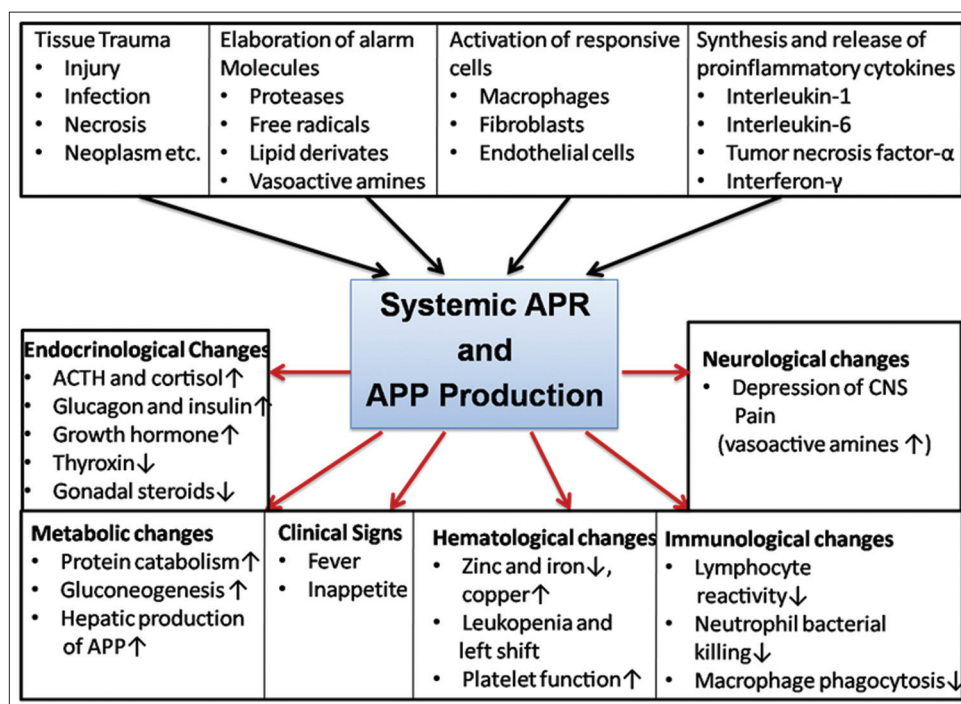 Tissue Trauma
• Injury
• Infection
• Necrosis
• Neoplasm etc.
Elaboration of alarm
Molecules
• Proteases
• Free radicals
• Lipid derivates
• Vasoactive amines
Activation of responsive
cells
• Macrophages
• Fibroblasts
• Endothelial cells
Synthesis and release of
proinflammatory cytokines
• Interleukin-1
• Interleukin-6
• Tumor necrosis factor-α
• Interferon-γ
Systemic APR
and
APP Production
Endocrinological Changes
• ACTH and cortisol↑
• Glucagon and insulin↑
• Growth hormone↑
• Thyroxin↓
• Gonadal steroids↓
Neurological changes
• Depression of CNS
Pain
(vasoactive amines ↑)
Metabolic changes
• Protein catabolism↑
• Gluconeogenesis↑
• Hepatic production
of APP↑
Clinical Signs
• Fever
• Inappetite
Hematological changes
• Zinc and iron↓,
copper↑
• Leukopenia and
left shift
• Platelet function↑
Immunological changes
• Lymphocyte
reactivity↓
• Neutrophil bacterial
killing↓
• Macrophage phagocytosis↓